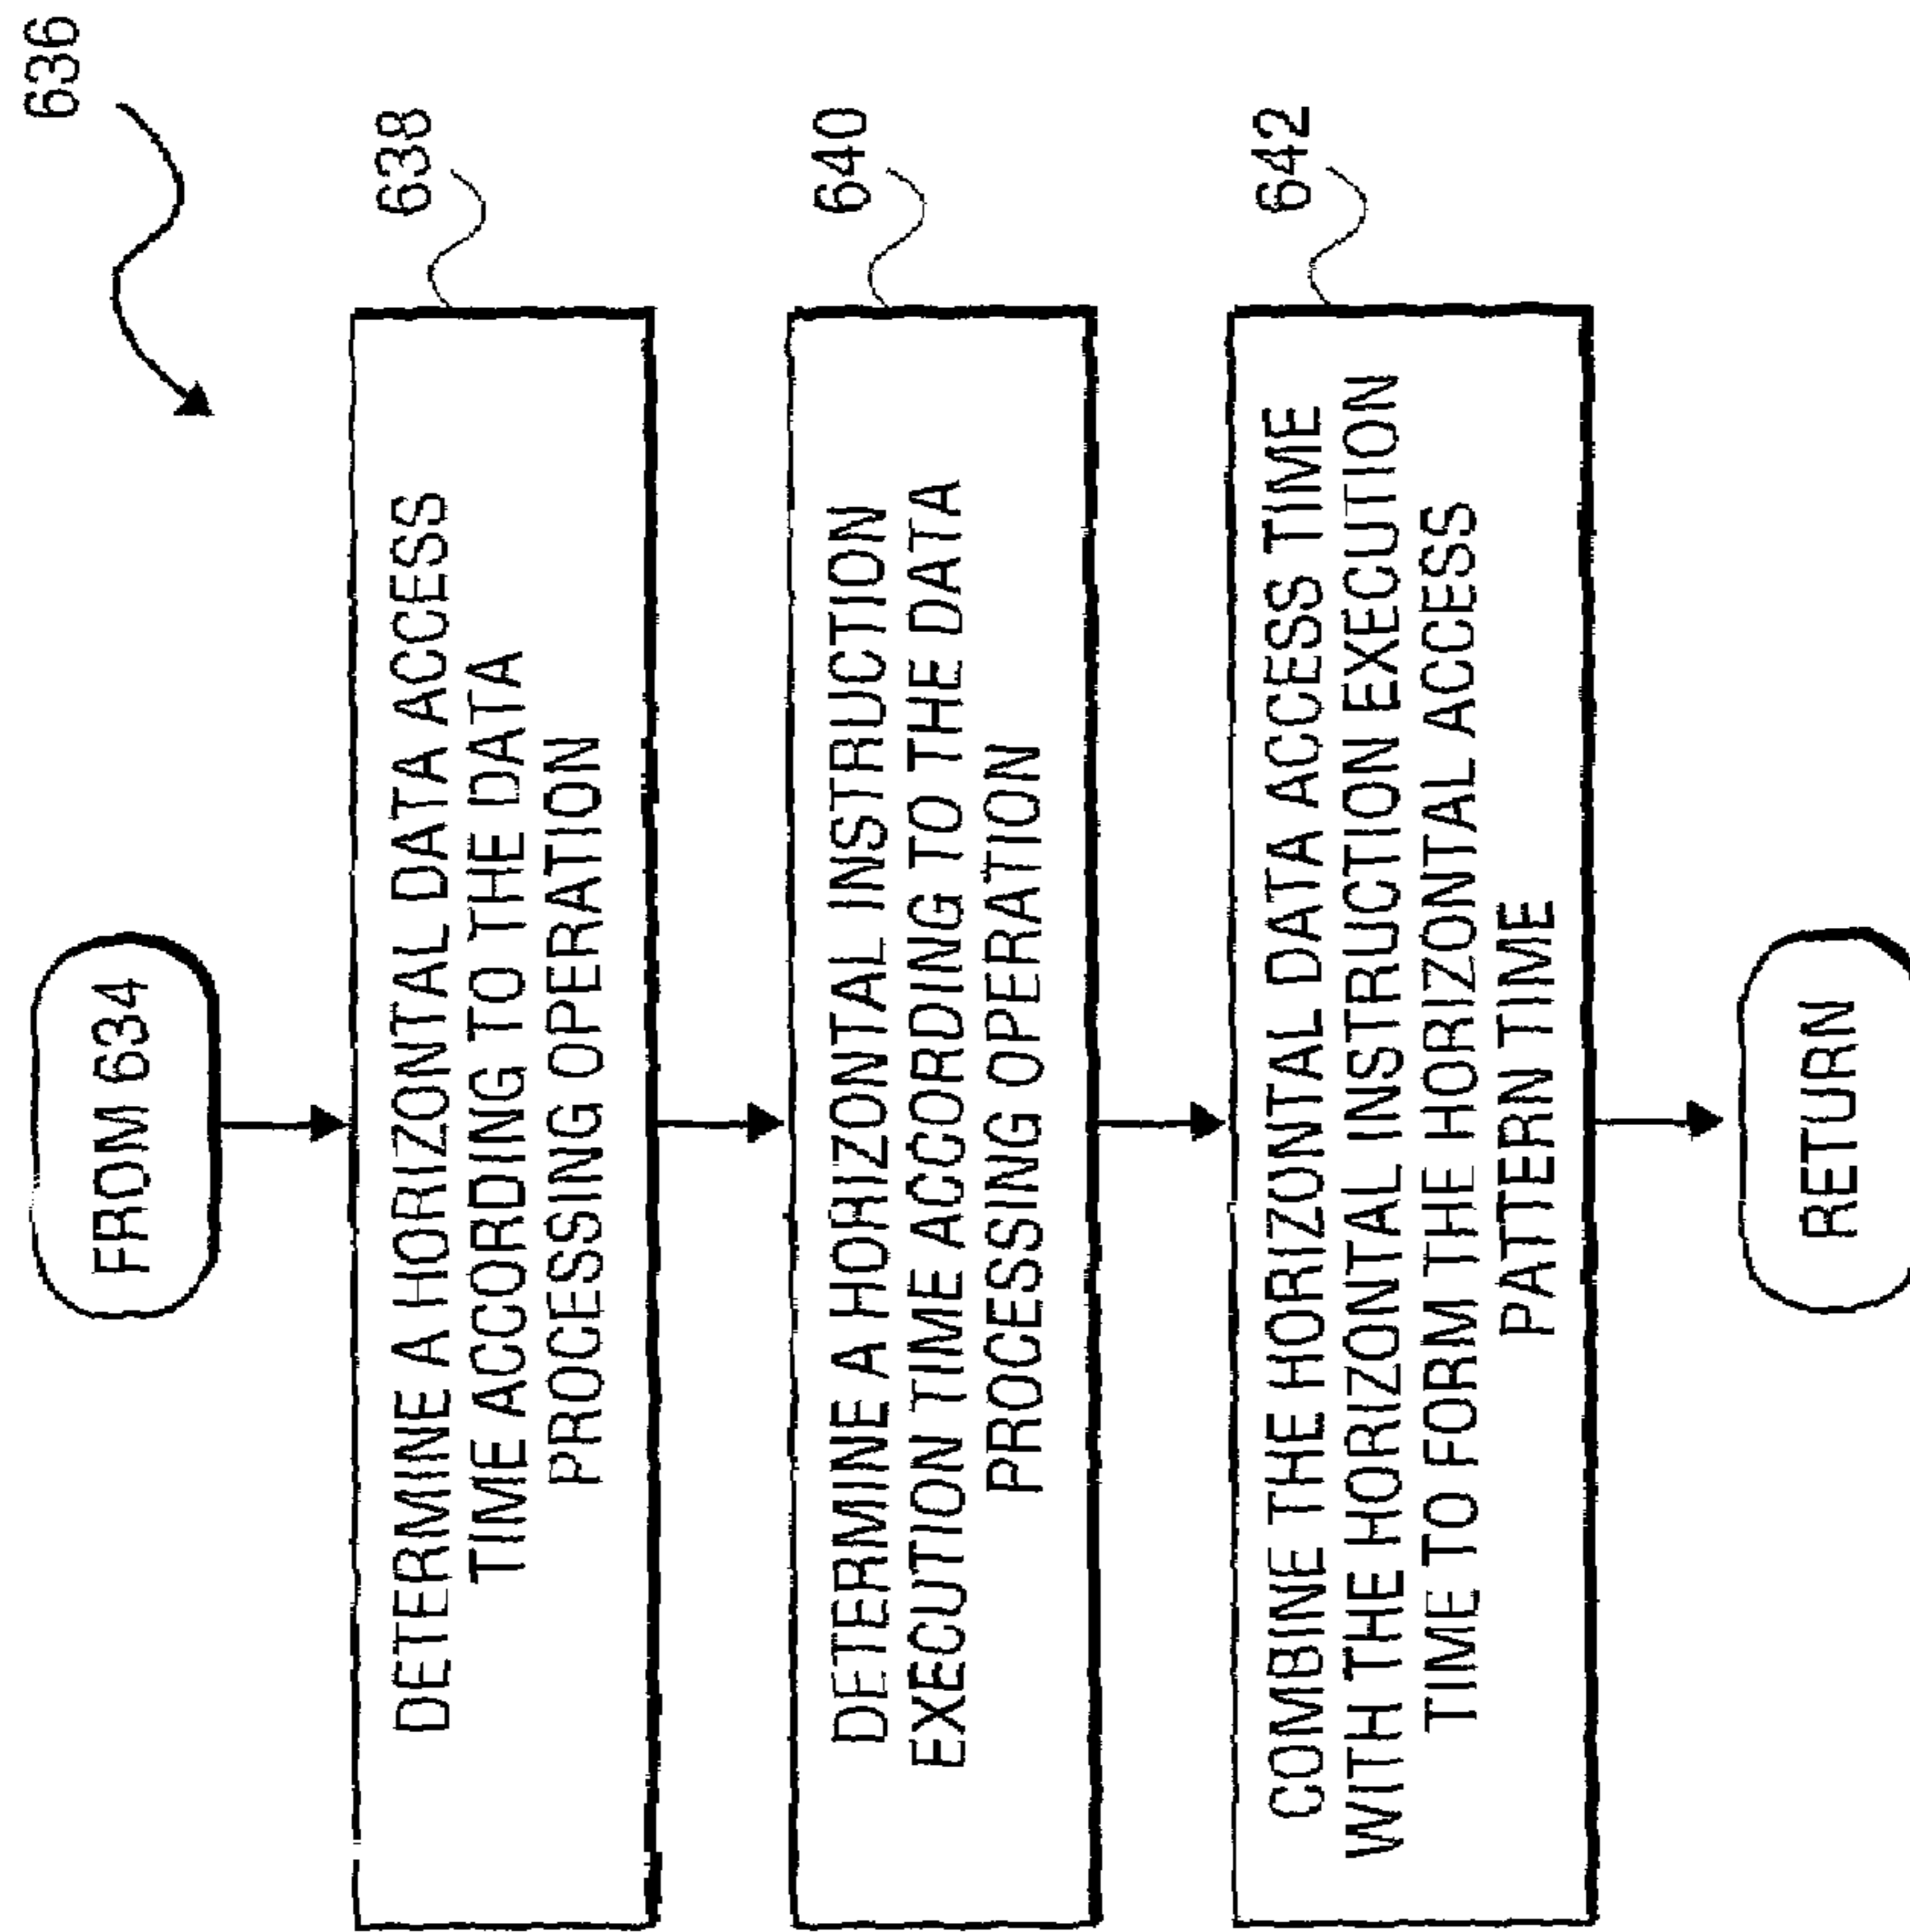 636
FROM 634
638
DETERMINE A HORIZONTAL DATA ACCESS
TIME ACCORDING TO THE DATA
PROCESSING OPERATION
640
DETERMINE A HORIZONTAL INSTRUCTION
EXECUTION TIME ACCORDING TO THE DATA
PROCESSING OPERATION
642
COMBINE THE HORIZONTAL DATA ACCESS TIME
WITH THE HORIZONTAL INSTRUCTION EXECUTION
TIME TO FORM THE HORIZONTAL ACCESS
PATTERN TIME
RETURN